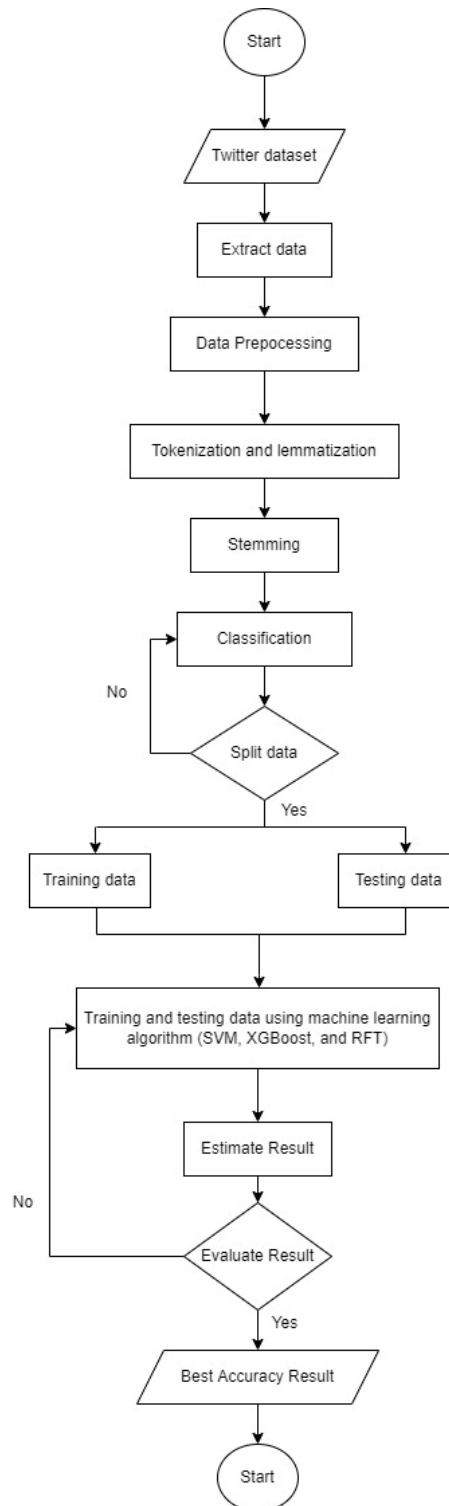 Start
Twitter dataset
Extract data
Data Prepocessing
Tokenization and lemmatization
Stemming
Classification
No
Split data
Yes
Training data
Testing data
Training and testing data using machine learning
algorithm (SVM, XGBoost, and RFT)
Estimate Result
No
Evaluate Result
Yes
Best Accuracy Result
Start